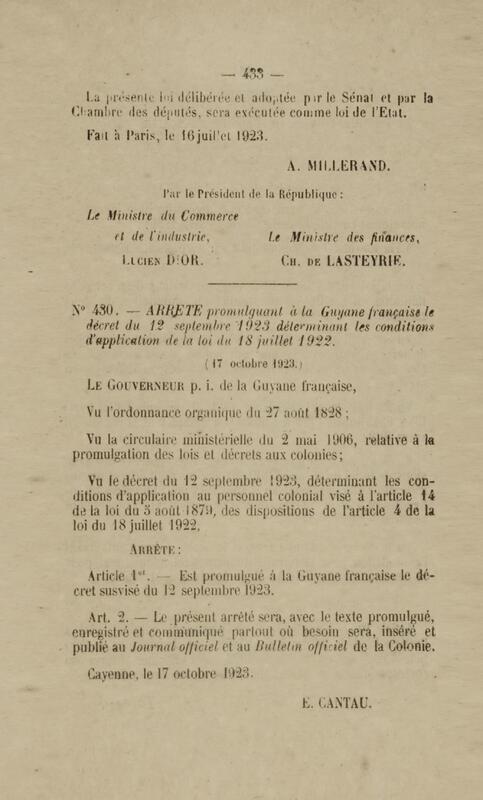 — 433 —
La présente loi délibérée et adoptée par le Sénat et par la
Chambre des députés, sera exécutée comme loi de l'Etat.
Fait à Paris, le 16 juillet 1923.
A. MILLERAND.
Par le Président de la République :
Le Ministre du Commerce
et de l'industrie,
Le Ministre des finances,
LUCIEN DIOR.
CH. DE LASTEYRIE.
N° 430. — ARRÊTÉ promulguant à la Guyane française le
décret du 12 septembre 1923 déterminant les conditions
d'application de la loi du 18 juillet 1922.
(17 octobre 1923.)
LE GOUVERNEUR p. i. de la Guyane française,
Vu l'ordonnance organique du 27 août 1828 ;
Vu la circulaire ministérielle du 2 mai 1906, relative à la
promulgation des lois et décrets aux colonies ;
Vu le décret du 12 septembre 1923, déterminant les con-
ditions d'application au personnel colonial visé à l'article 14
de la loi du 5 août 1879, des dispositions de l'article 4 de la
loi du 18 juillet 1922,
ARRÊTE :
Article 1er. — Est promulgué à la Guyane française le dé-
cret susvisé du 12 septembre 1923.
Art. 2. — Le présent arrêté sera, avec le texte promulgué,
enregistré et communiqué partout où besoin sera, inséré et
publié au Journal officiel et au Bulletin officiel de la Colonie.
Cayenne, le 17 octobre 1923.
E. CANTAU.